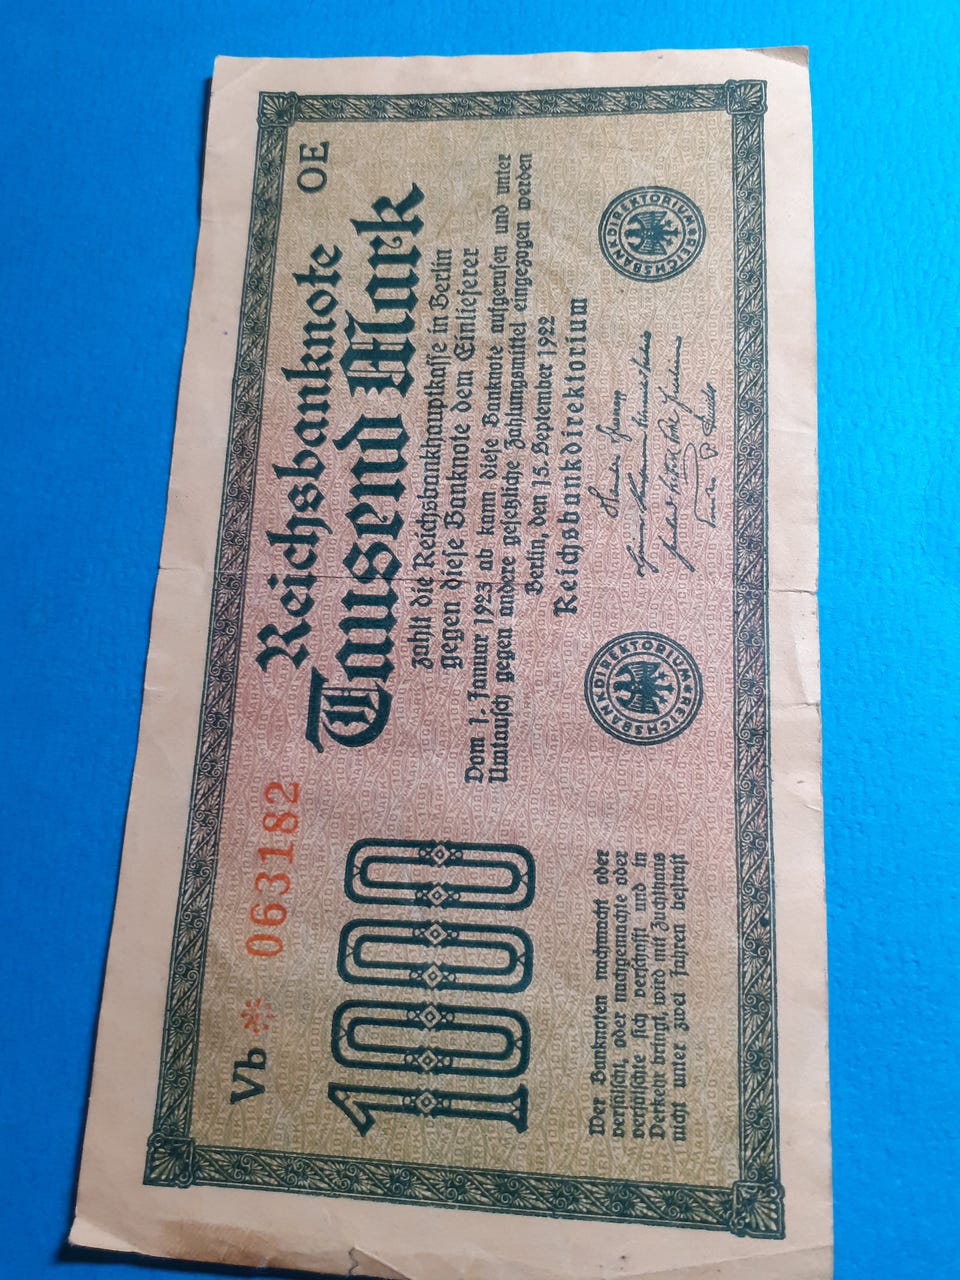 Vb * 063182
OE
Reichsbanknote
Tausend Mark
1000
zahlt die Reichsbankhauptkasse in Berlin
gegen diese Banknote dem Einlieferer
Vom 1. Januar 1923 ab kann diese Banknote aufgerufen und unter
Umtausch gegen andere gesetzliche Zahlungsmittel eingezogen werden
Berlin, den 15. September 1922
Reichsbankdirektorium
REICHSBANKDIREKTORIUM
REICHSBANKDIREKTORIUM
Wer Banknoten nachmacht oder
verfälscht, oder nachgemachte oder
verfälschte sich verschafft und in
Verkehr bringt, wird mit Zuchthaus
nicht unter zwei Jahren bestraft